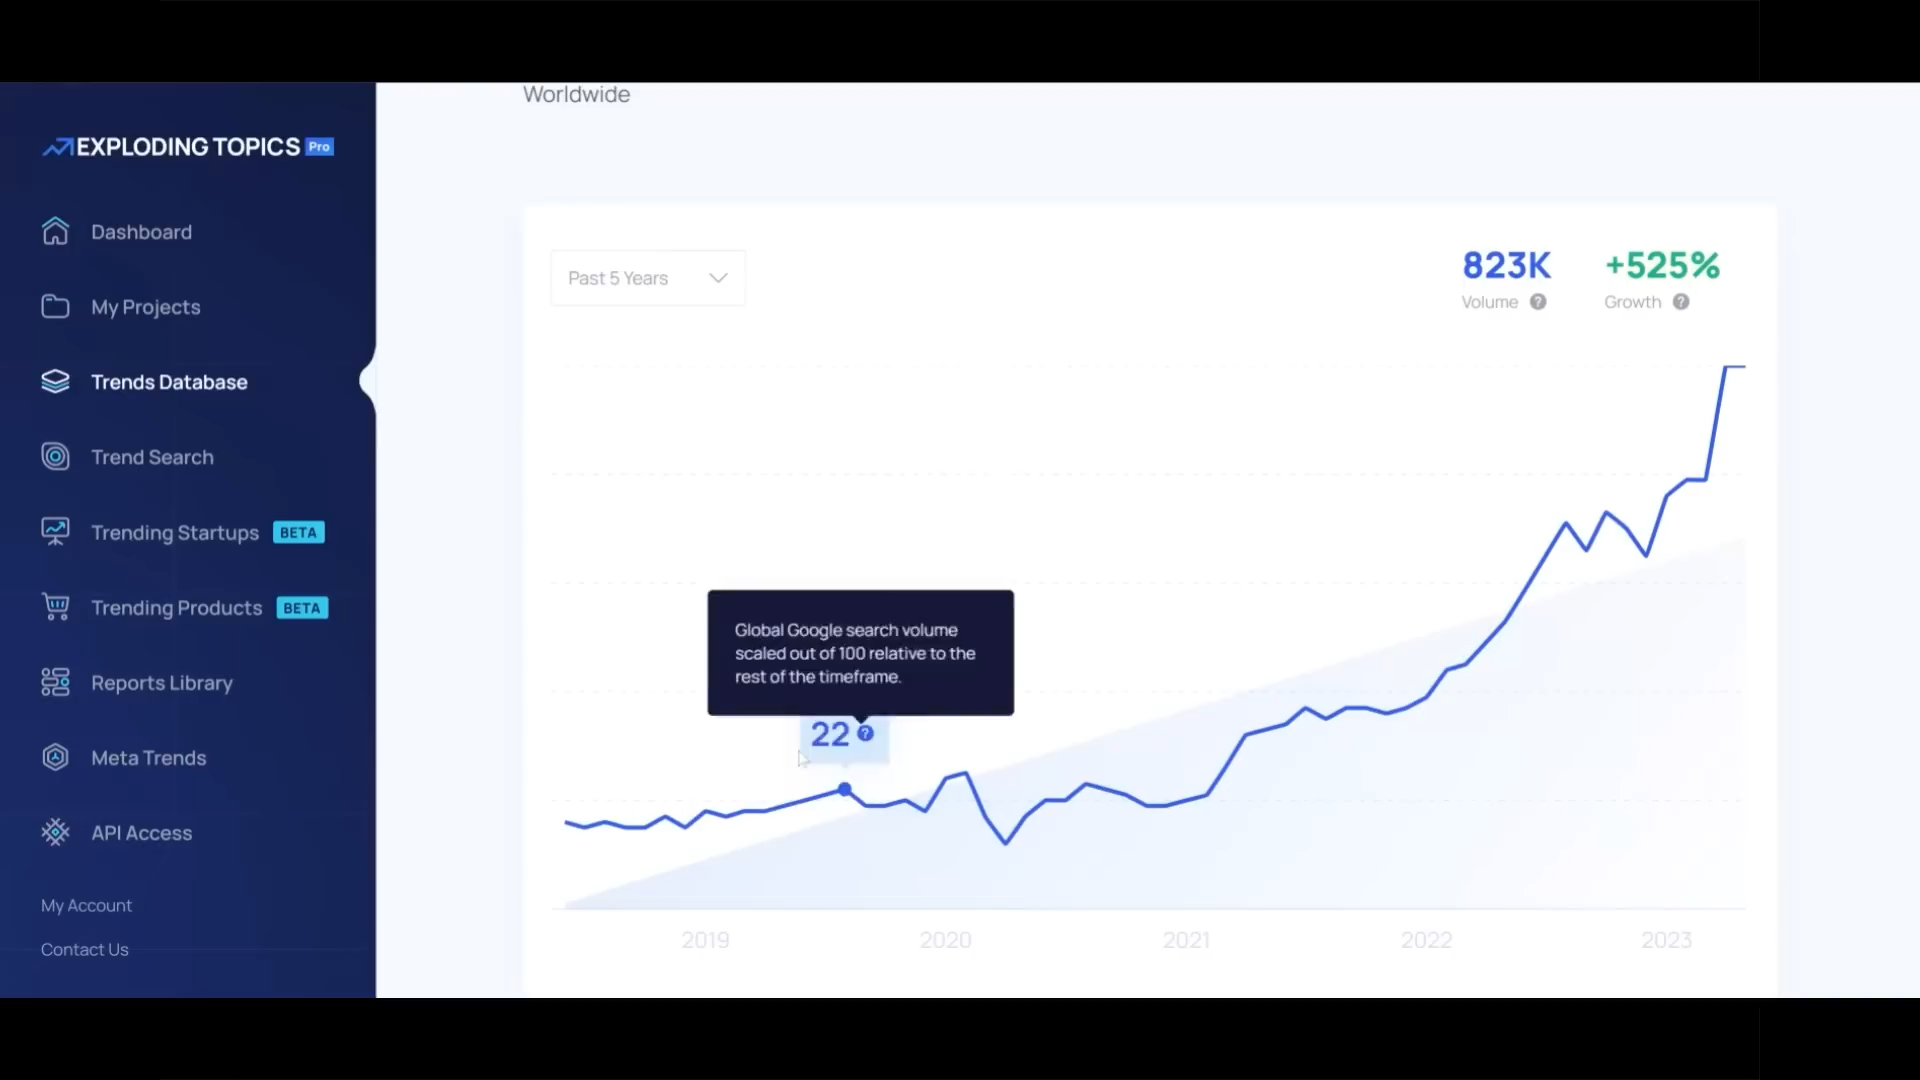 Worldwide
EXPLODING TOPICS Pro
Dashboard
My Projects
Trends Database
Trend Search
Trending Startups BETA
Trending Products BETA
Reports Library
Meta Trends
API Access
My Account
Contact Us
Past 5 Years
823K
Volume ?
+525%
Growth ?
Global Google search volume
scaled out of 100 relative to the
rest of the timeframe.
22 ?
2019 2020 2021 2022 2023